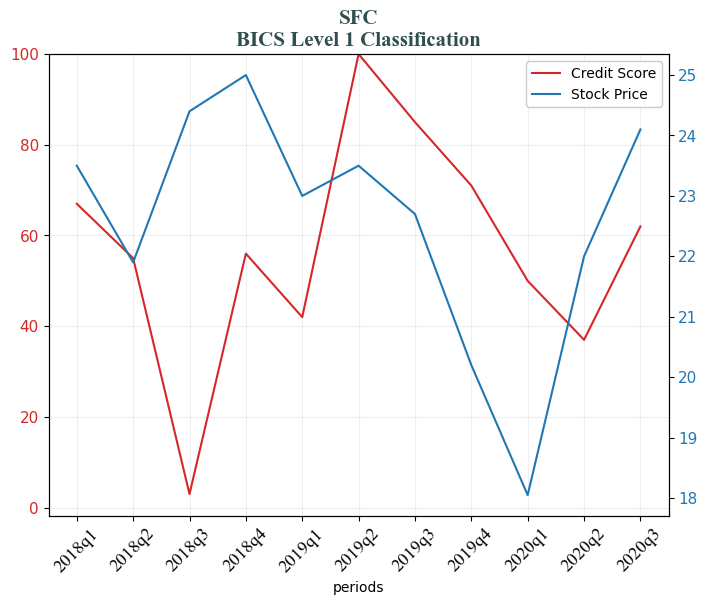 SFC
BICS Level 1 Classification
100
80
60
40
20
0
Credit Score
Stock Price
25
24
23
22
21
20
19
18
2018q1
2018q2
2018q3
2018q4
2019q1
2019q2
2019q3
2019q4
2020q1
2020q2
2020q3
periods